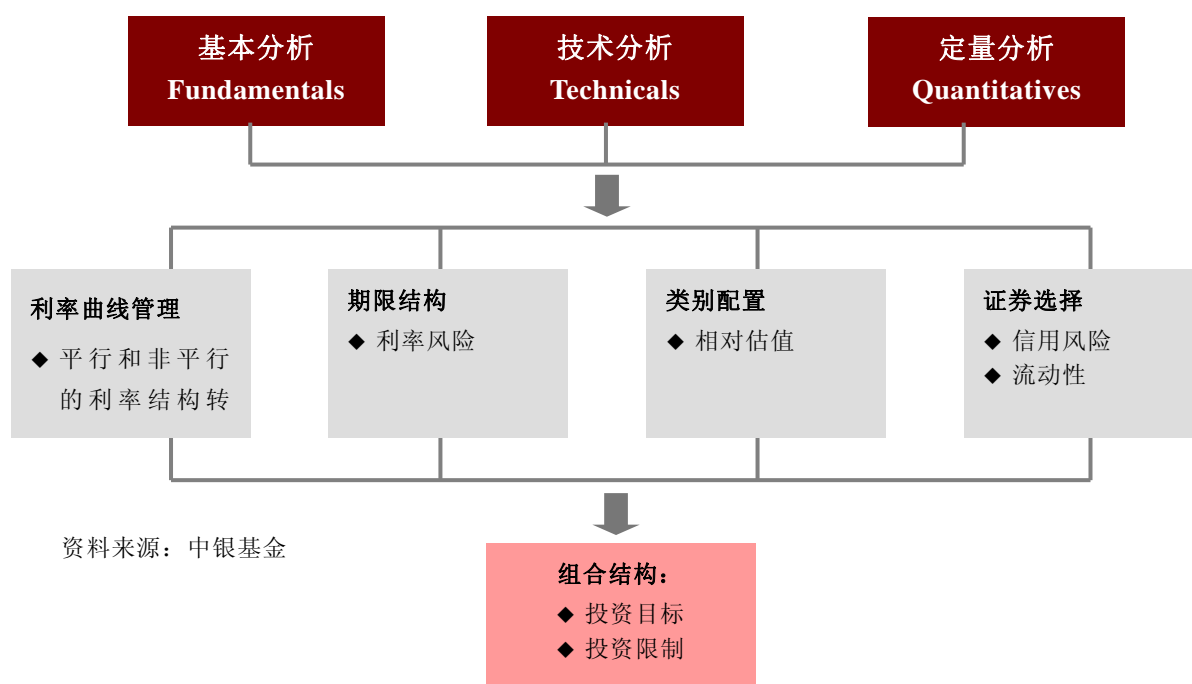 基本分析
Fundamentals
技术分析
Technicals
定量分析
Quantitatives
利率曲线管理
◆ 平行和非平行
的利率结构转
期限结构
◆ 利率风险
类别配置
◆ 相对估值
证券选择
◆ 信用风险
◆ 流动性
资料来源：中银基金
组合结构：
◆ 投资目标
◆ 投资限制